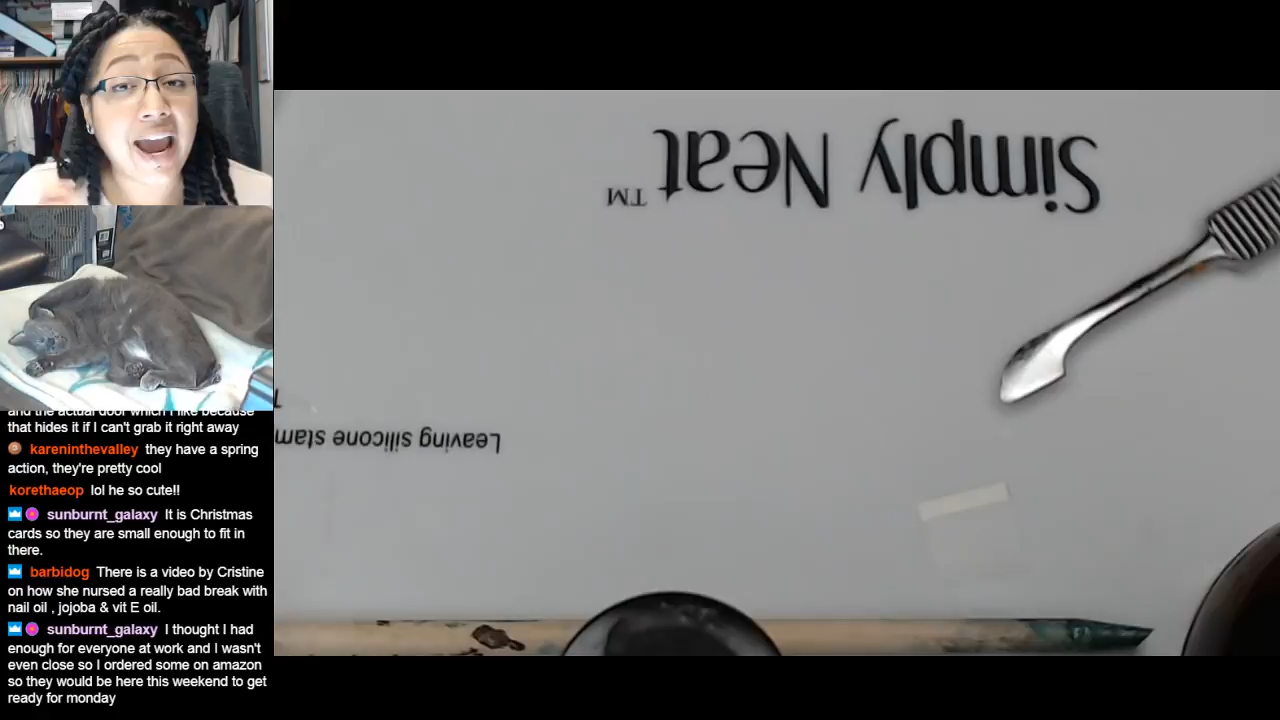 and the actual door which I like because
that hides it if I can't grab it right away
kareninthevalley they have a spring
action, they're pretty cool
korethaeop lol he so cute!!
sunburnt_galaxy It is Christmas
cards so they are small enough to fit in
there.
barbidog There is a video by Cristine
on how she nursed a really bad break with
nail oil , jojoba & vit E oil.
sunburnt_galaxy I thought I had
enough for everyone at work and I wasn't
even close so I ordered some on amazon
so they would be here this weekend to get
ready for monday
Simply Neat™
Leaving silicone stam